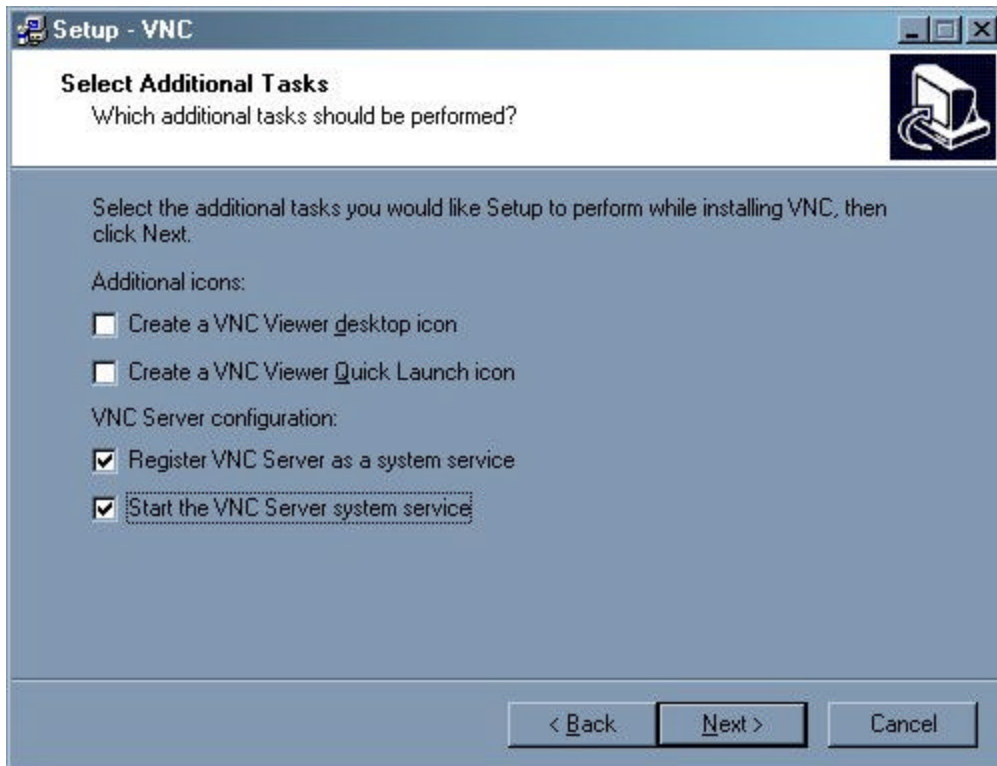 Setup - VNC
Select Additional Tasks
Which additional tasks should be performed?
Select the additional tasks you would like Setup to perform while installing VNC, then
click Next.
Additional icons:
Create a VNC Viewer desktop icon
Create a VNC Viewer Quick Launch icon
VNC Server configuration:
Register VNC Server as a system service
Start the VNC Server system service
< Back
Next >
Cancel